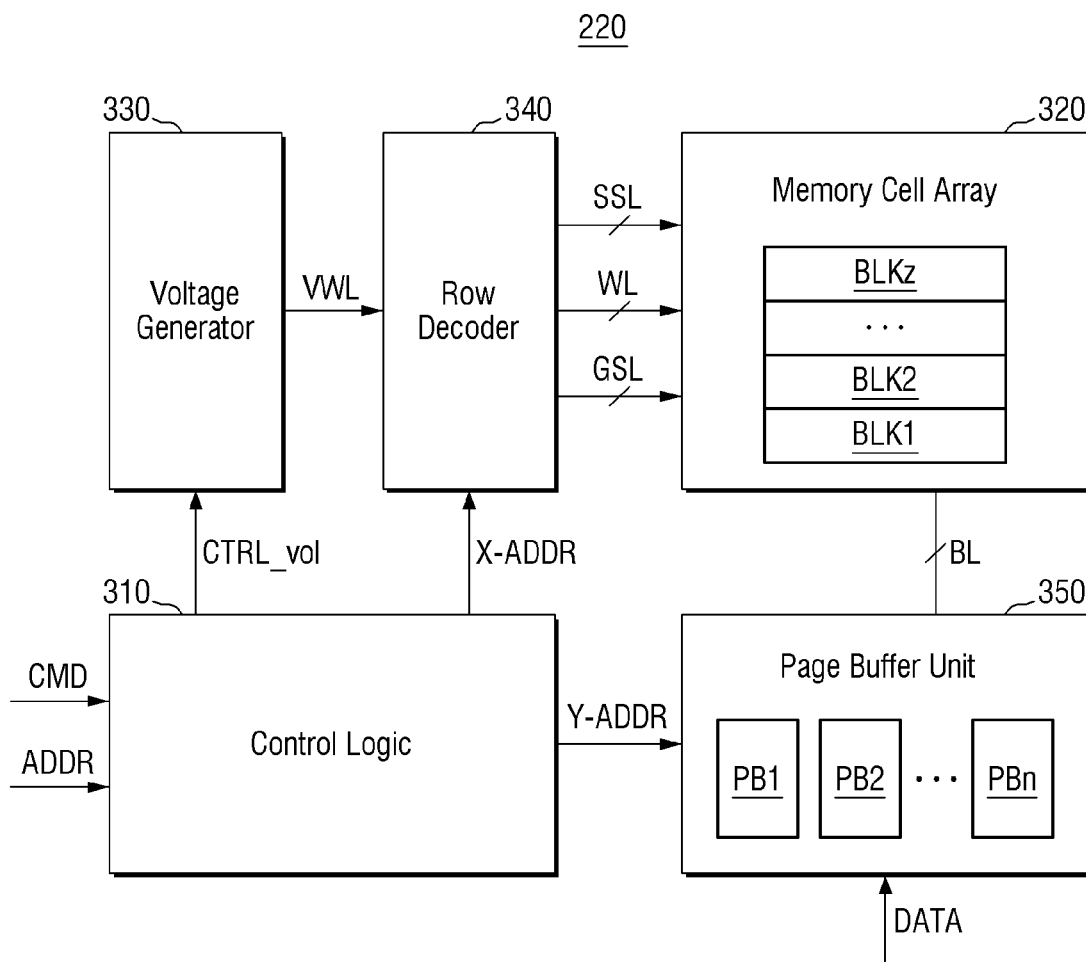 220
330
340
320
Voltage
Generator
VWL
Row
Decoder
SSL
WL
GSL
Memory Cell Array
BLKz
...
BLK2
BLK1
CTRL_vol
X-ADDR
BL
310
350
CMD
ADDR
Control Logic
Y-ADDR
Page Buffer Unit
PB1
PB2
...
PBn
DATA